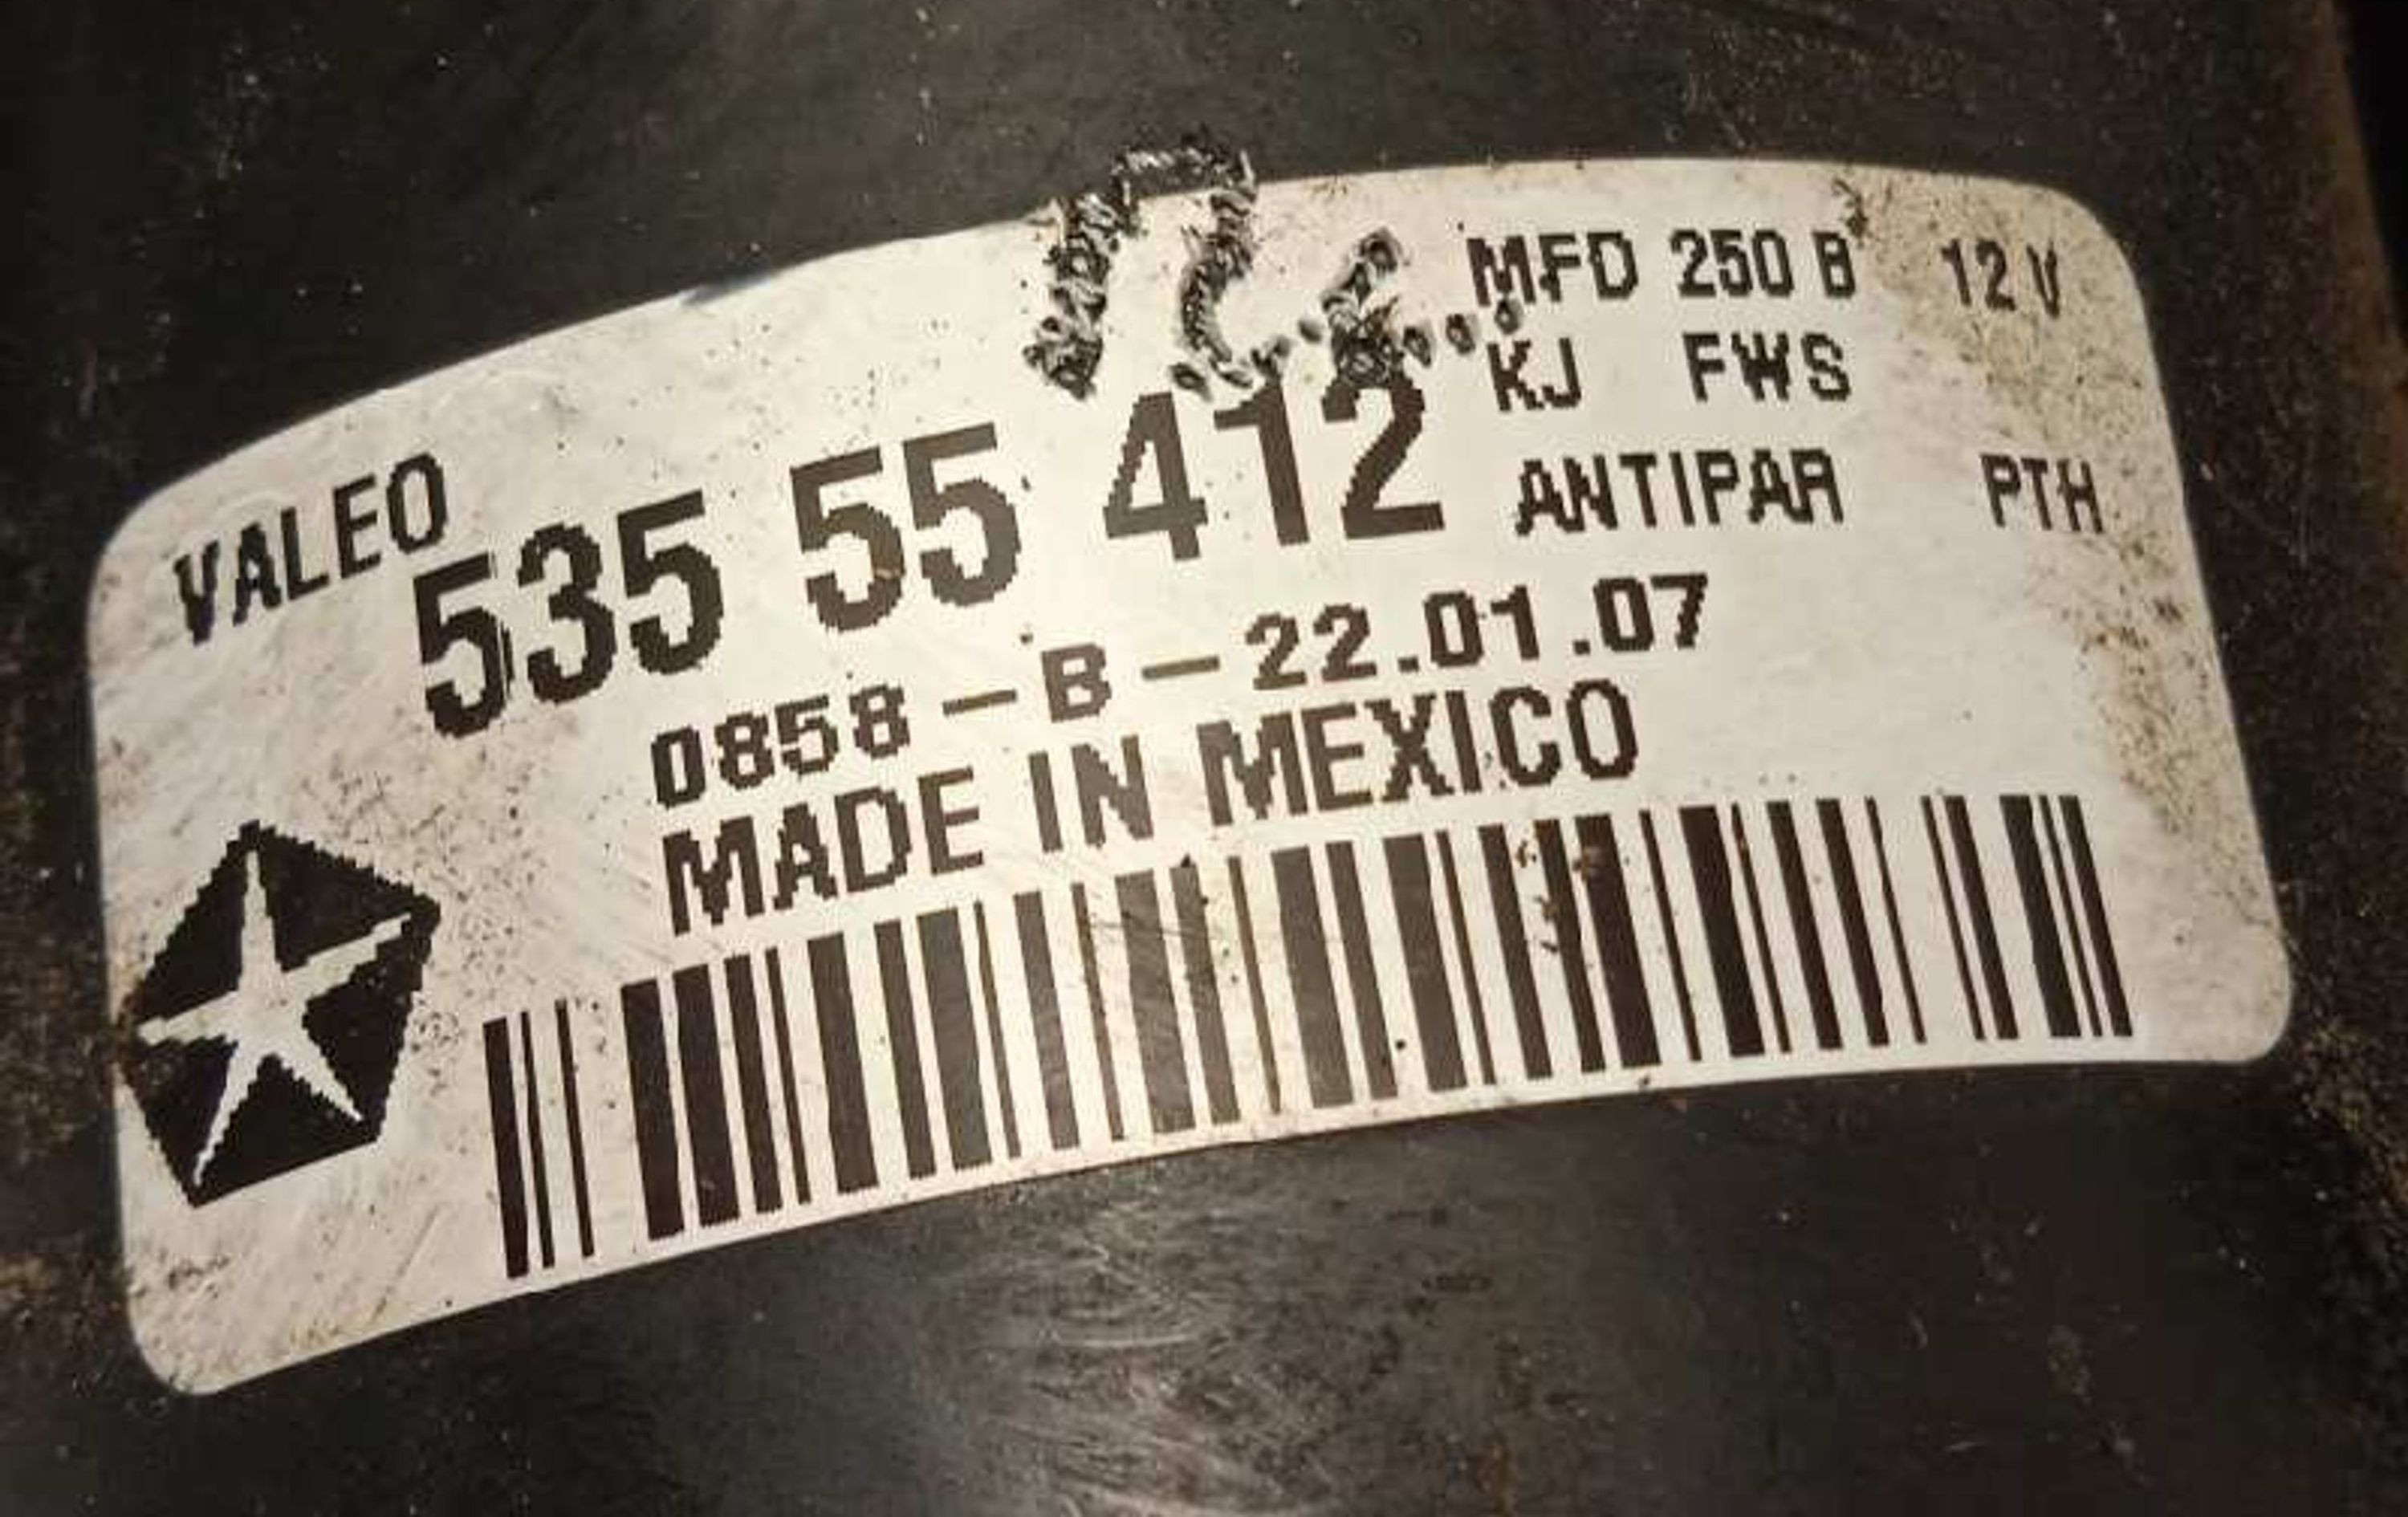 MFD 250 B 12 V
KJ FWS
VALEO 535 55 412 ANTIPAR PTH
0858-B-22.01.07
MADE IN MEXICO